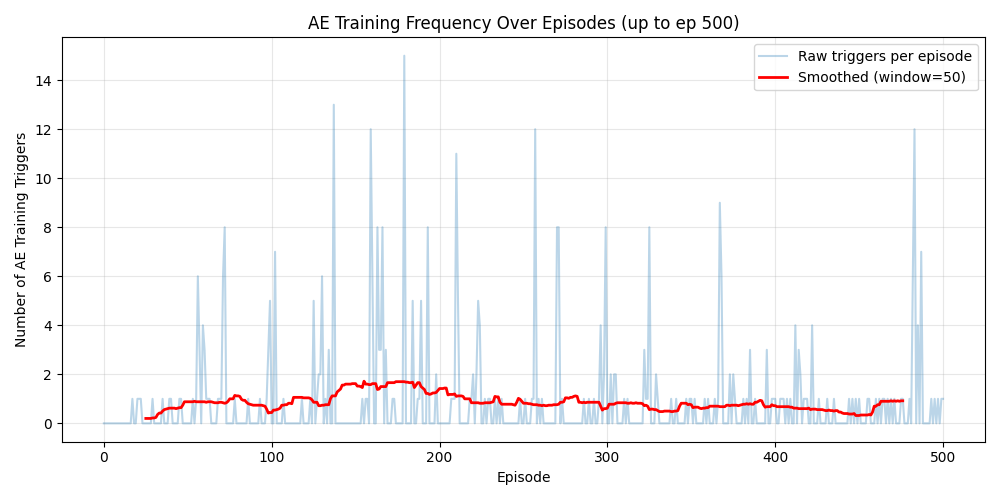 AE Training Frequency Over Episodes (up to ep 500)
Raw triggers per episode
Smoothed (window=50)
Number of AE Training Triggers
14
12
10
8
6
4
2
0
0 100 200 300 400 500
Episode